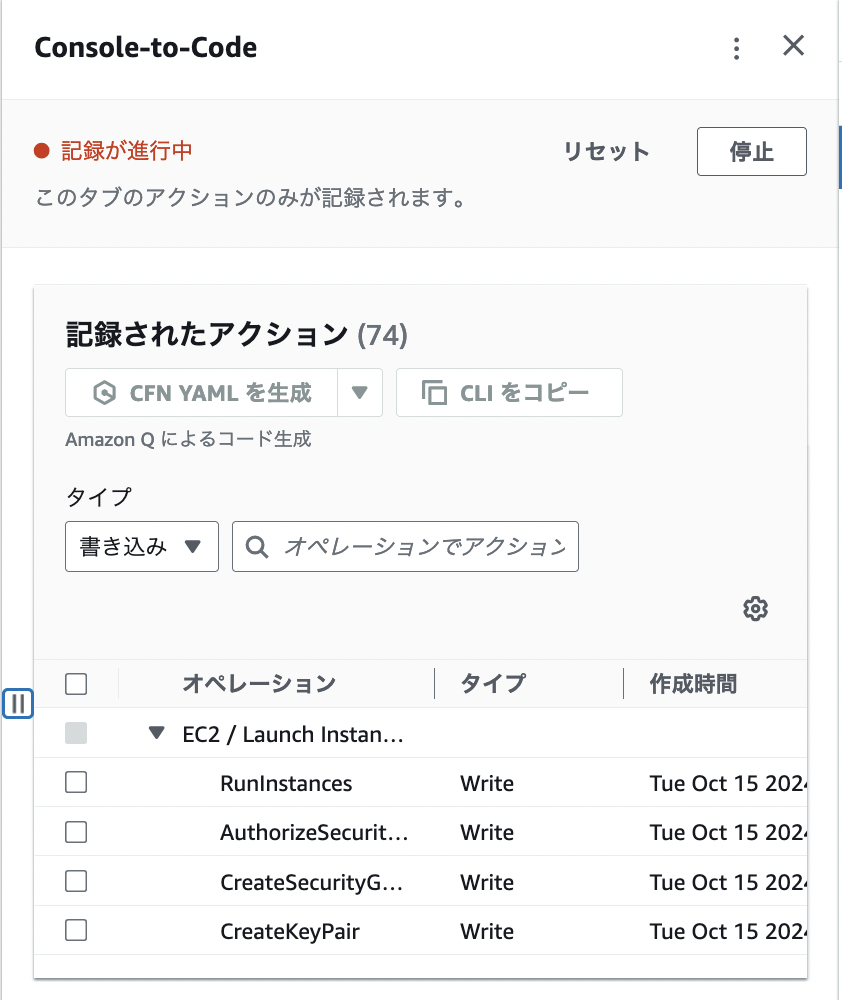 Console-to-Code
記録が進行中
リセット
停止
このタブのアクションのみが記録されます。
記録されたアクション (74)
CFN YAML を生成
CLI をコピー
Amazon Q によるコード生成
タイプ
書き込み
オペレーションでアクション
オペレーション
タイプ
作成時間
EC2 / Launch Instan…
RunInstances
Write
Tue Oct 15 2024
AuthorizeSecurit…
Write
Tue Oct 15 2024
CreateSecurityG…
Write
Tue Oct 15 2024
CreateKeyPair
Write
Tue Oct 15 2024